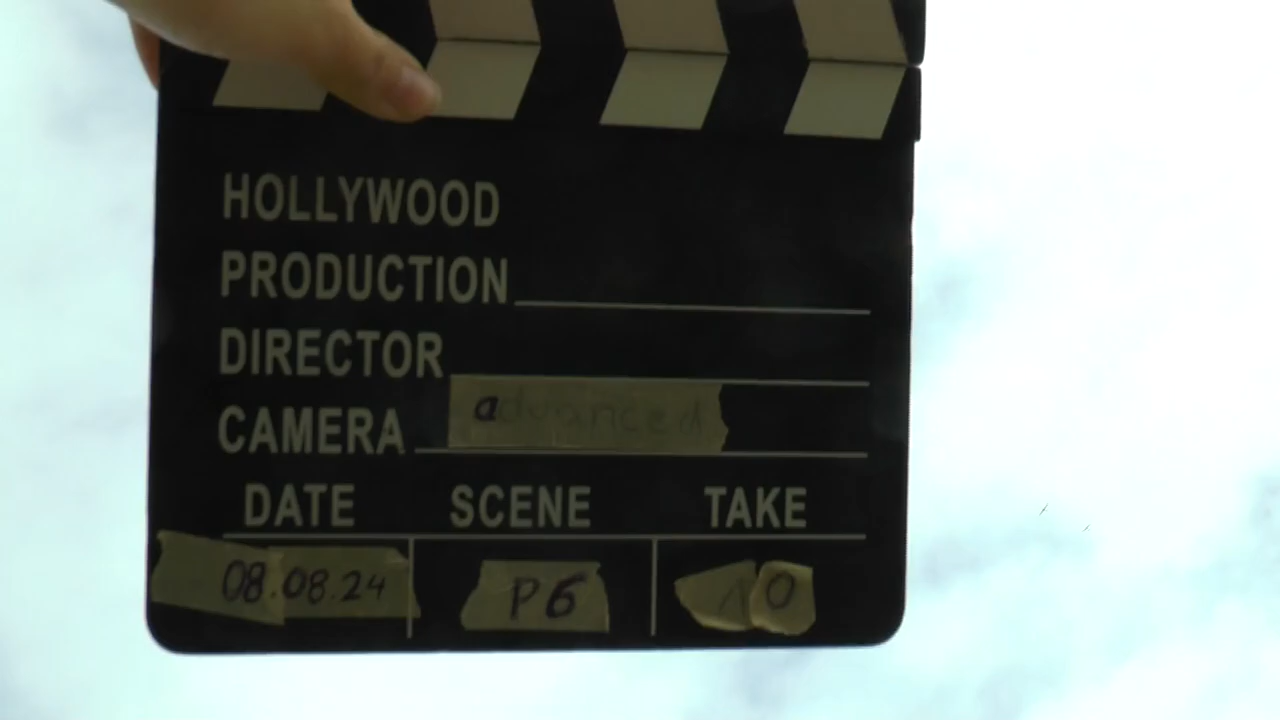 HOLLYWOOD
PRODUCTION
DIRECTOR
CAMERA advanced
DATE SCENE TAKE
08.08.24 P6 10